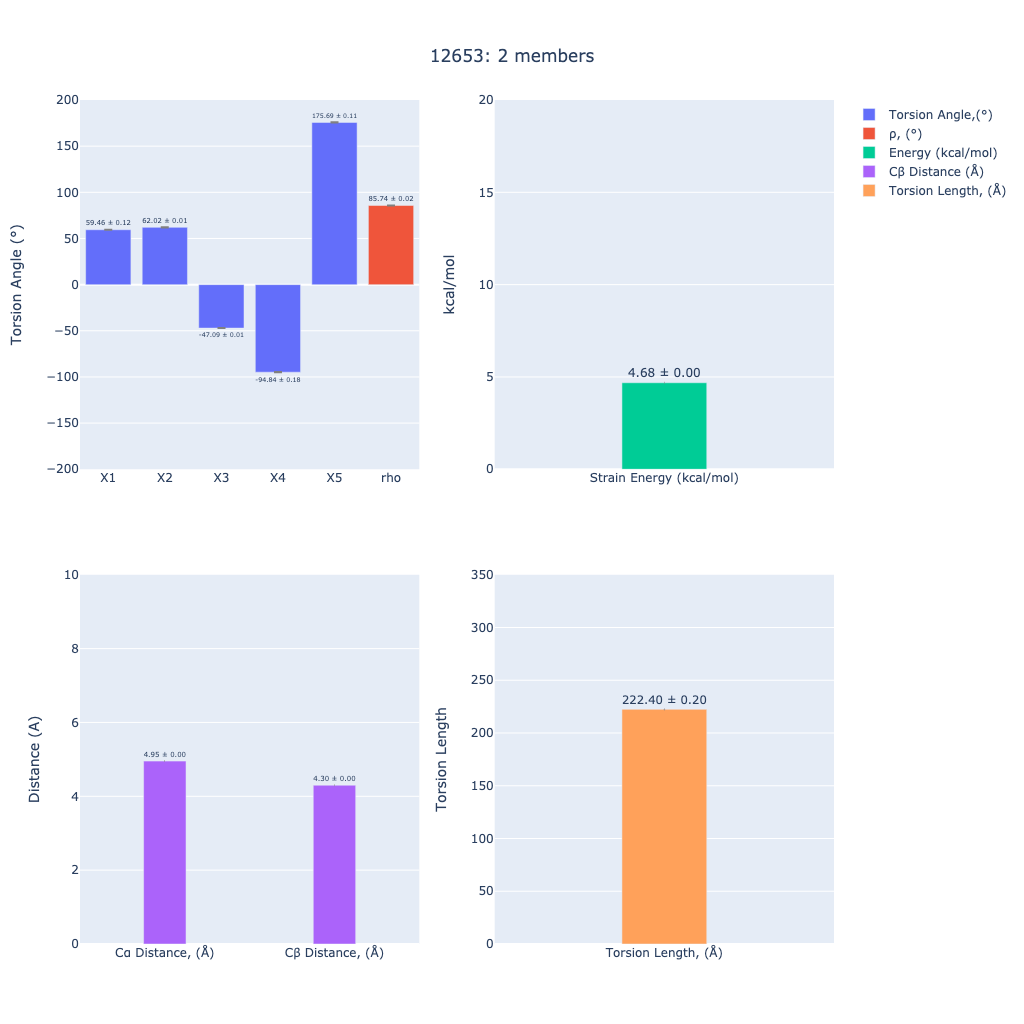 12653: 2 members
Torsion Angle (°)
200
150
100
50
0
−50
−100
−150
−200
59.46 ± 0.12
62.02 ± 0.01
-47.09 ± 0.01
-94.84 ± 0.18
175.69 ± 0.11
85.74 ± 0.02
X1 X2 X3 X4 X5 rho
kcal/mol
20
15
10
5
0
4.68 ± 0.00
Strain Energy (kcal/mol)
Torsion Angle,(°)
ρ, (°)
Energy (kcal/mol)
Cβ Distance (Å)
Torsion Length, (Å)
Distance (A)
10
8
6
4
2
0
4.95 ± 0.00
4.30 ± 0.00
Cα Distance, (Å) Cβ Distance, (Å)
Torsion Length
350
300
250
200
150
100
50
0
222.40 ± 0.20
Torsion Length, (Å)